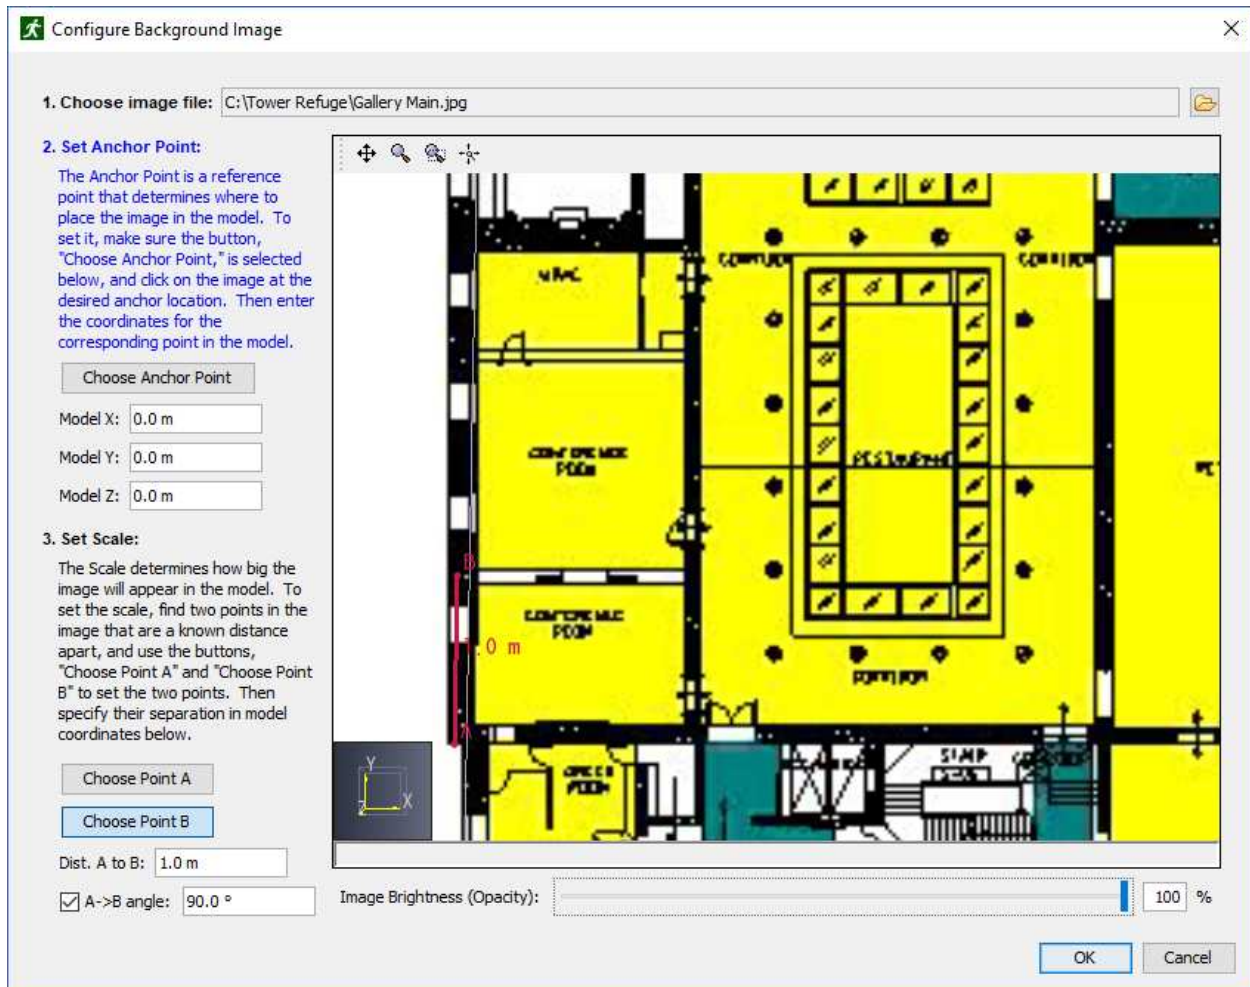 Configure Background Image
1. Choose image file: C:\Tower Refuge\Gallery Main.jpg
2. Set Anchor Point:
The Anchor Point is a reference
point that determines where to
place the image in the model. To
set it, make sure the button,
"Choose Anchor Point," is selected
below, and click on the image at the
desired anchor location. Then enter
the coordinates for the
corresponding point in the model.
Choose Anchor Point
Model X: 0.0 m
Model Y: 0.0 m
Model Z: 0.0 m
3. Set Scale:
The Scale determines how big the
image will appear in the model. To
set the scale, find two points in the
image that are a known distance
apart, and use the buttons,
"Choose Point A" and "Choose Point
B" to set the two points. Then
specify their separation in model
coordinates below.
Choose Point A
Choose Point B
Dist. A to B: 1.0 m
A->B angle: 90.0 °
B
1.0 m
A
Y
Z
X
Image Brightness (Opacity): 100 %
OK
Cancel